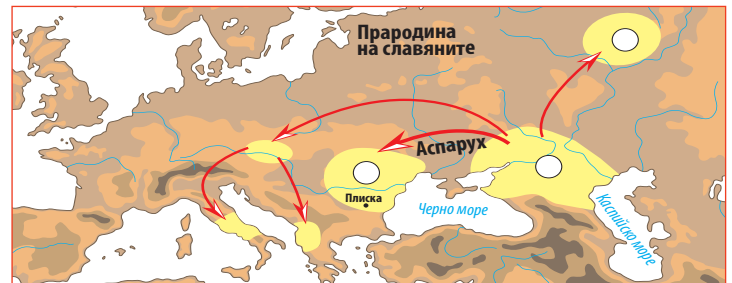 Прародина
на славяните
Аспарух
Плиска
Черно море
Каспийско море